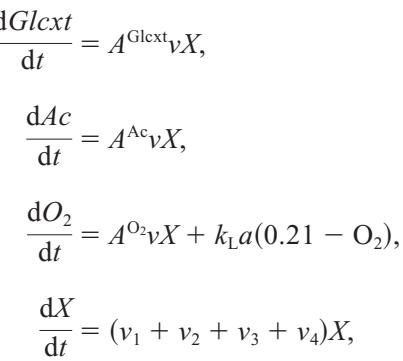 dGlcxt/dt = A^Glcxt vX,
dAc/dt = A^Ac vX,
dO₂/dt = A^O₂ vX + k_L a(0.21 − O₂),
dX/dt = (v₁ + v₂ + v₃ + v₄)X,